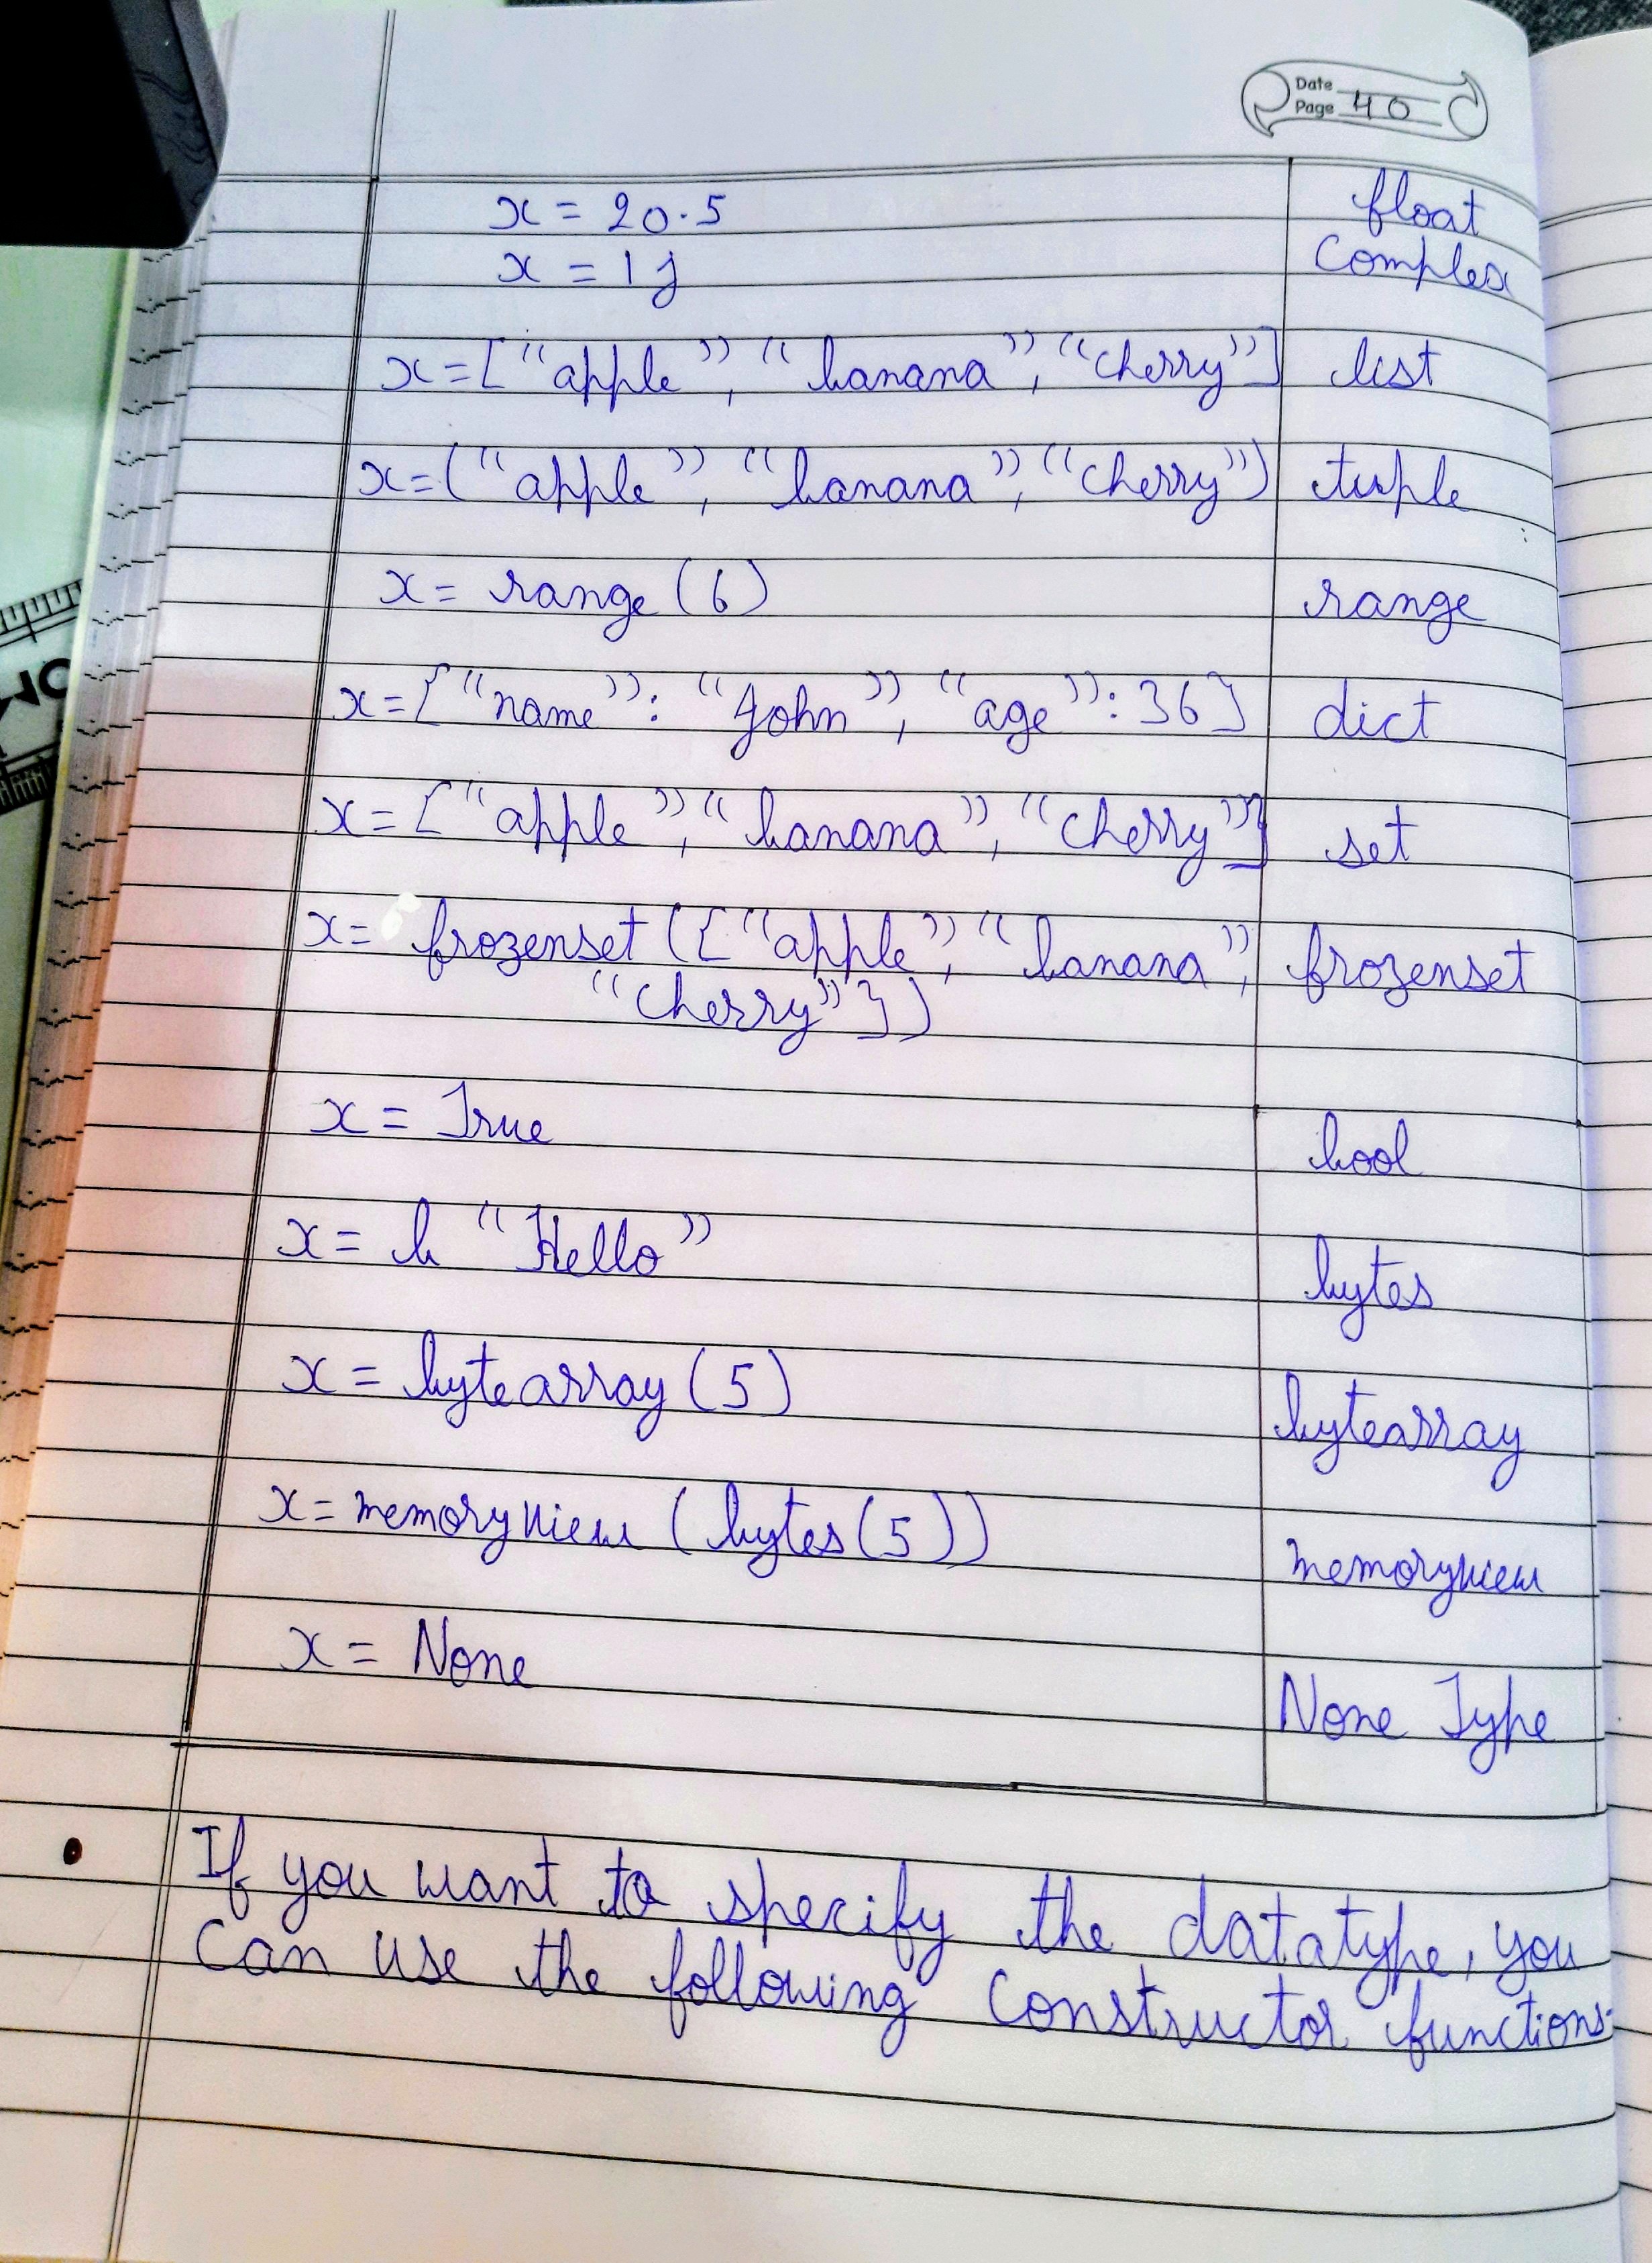 Date
Page 40
x = 20.5 float
x = 1j Complex
x = ["apple", "banana", "cherry"] list
x = ("apple", "banana", "cherry") tuple
x = range (6) range
x = {"name": "John", "age": 36} dict
x = {"apple", "banana", "cherry"} set
x = frozenset ({"apple", "banana", frozenset
"cherry"})
x = True bool
x = b "Hello" bytes
x = bytearray (5) bytearray
x = memoryview (bytes (5)) memoryview
x = None None Type
• If you want to specify the datatype, you
Can use the following Constructor functions: